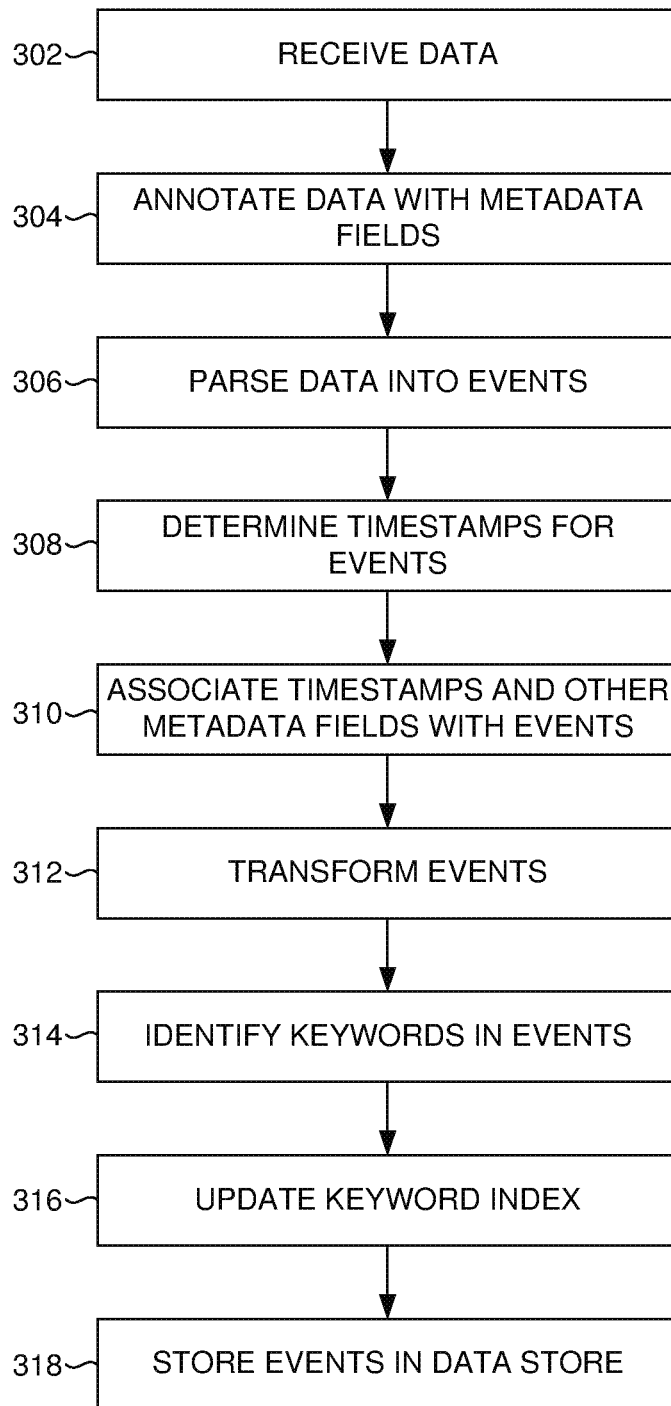 302 RECEIVE DATA
304 ANNOTATE DATA WITH METADATA
FIELDS
306 PARSE DATA INTO EVENTS
308 DETERMINE TIMESTAMPS FOR
EVENTS
310 ASSOCIATE TIMESTAMPS AND OTHER
METADATA FIELDS WITH EVENTS
312 TRANSFORM EVENTS
314 IDENTIFY KEYWORDS IN EVENTS
316 UPDATE KEYWORD INDEX
318 STORE EVENTS IN DATA STORE